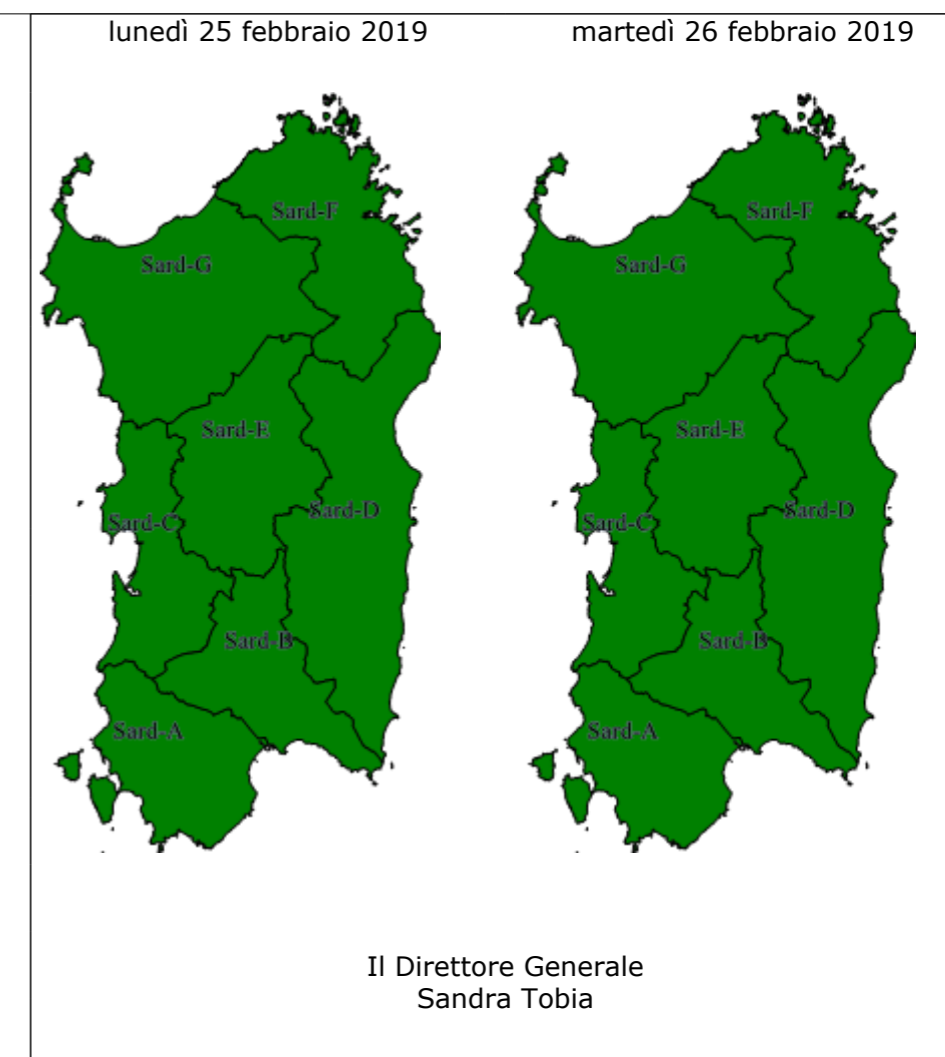 lunedì 25 febbraio 2019
martedì 26 febbraio 2019
Sard-F
Sard-G
Sard-E
Sard-D
Sard-C
Sard-B
Sard-A
Sard-F
Sard-G
Sard-E
Sard-D
Sard-C
Sard-B
Sard-A
Il Direttore Generale
Sandra Tobia